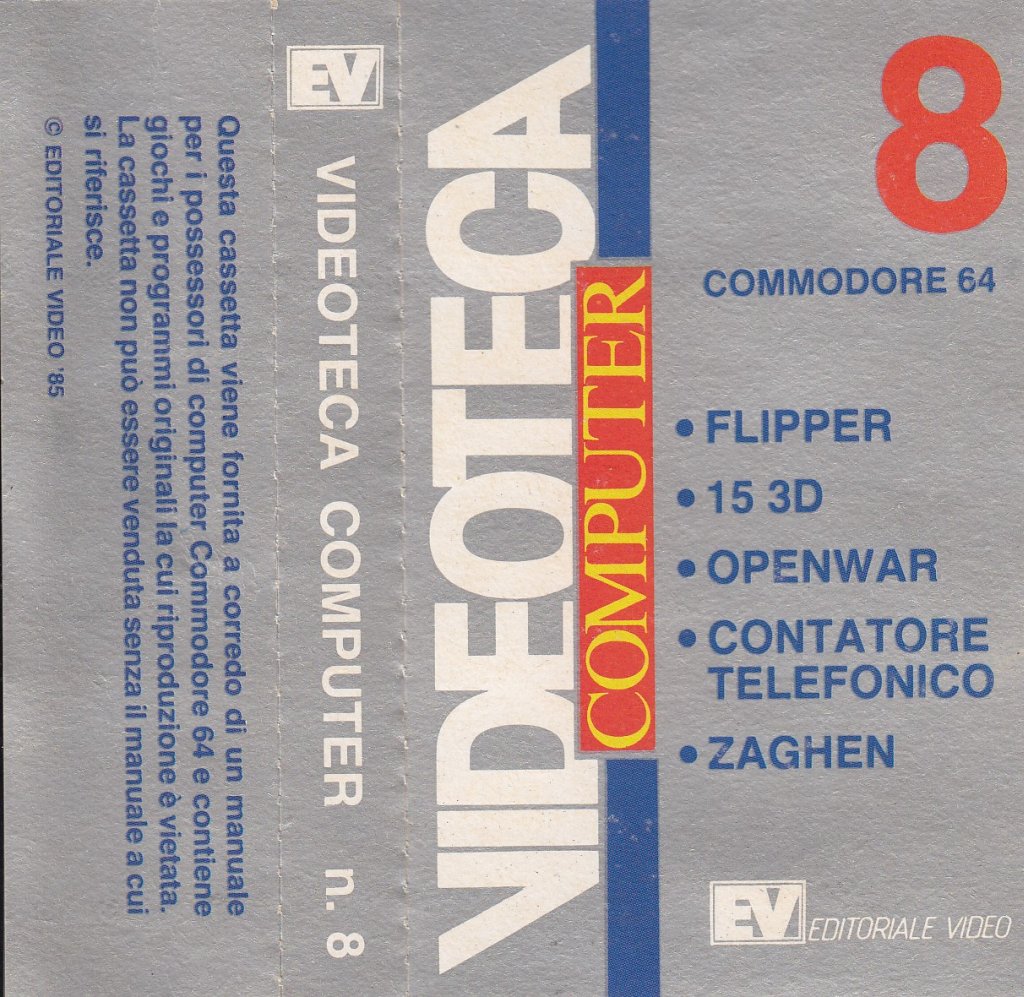 Questa cassetta viene fornita a corredo di un manuale
per i possessori di computer Commodore 64 e contiene
giochi e programmi originali la cui riproduzione è vietata.
La cassetta non può essere venduta senza il manuale a cui
si riferisce.
© EDITORIALE VIDEO '85
EV VIDEOTECA COMPUTER n. 8
VIDEOTECA
COMPUTER
8
COMMODORE 64
• FLIPPER
• 15 3D
• OPENWAR
• CONTATORE
TELEFONICO
• ZAGHEN
EV EDITORIALE VIDEO